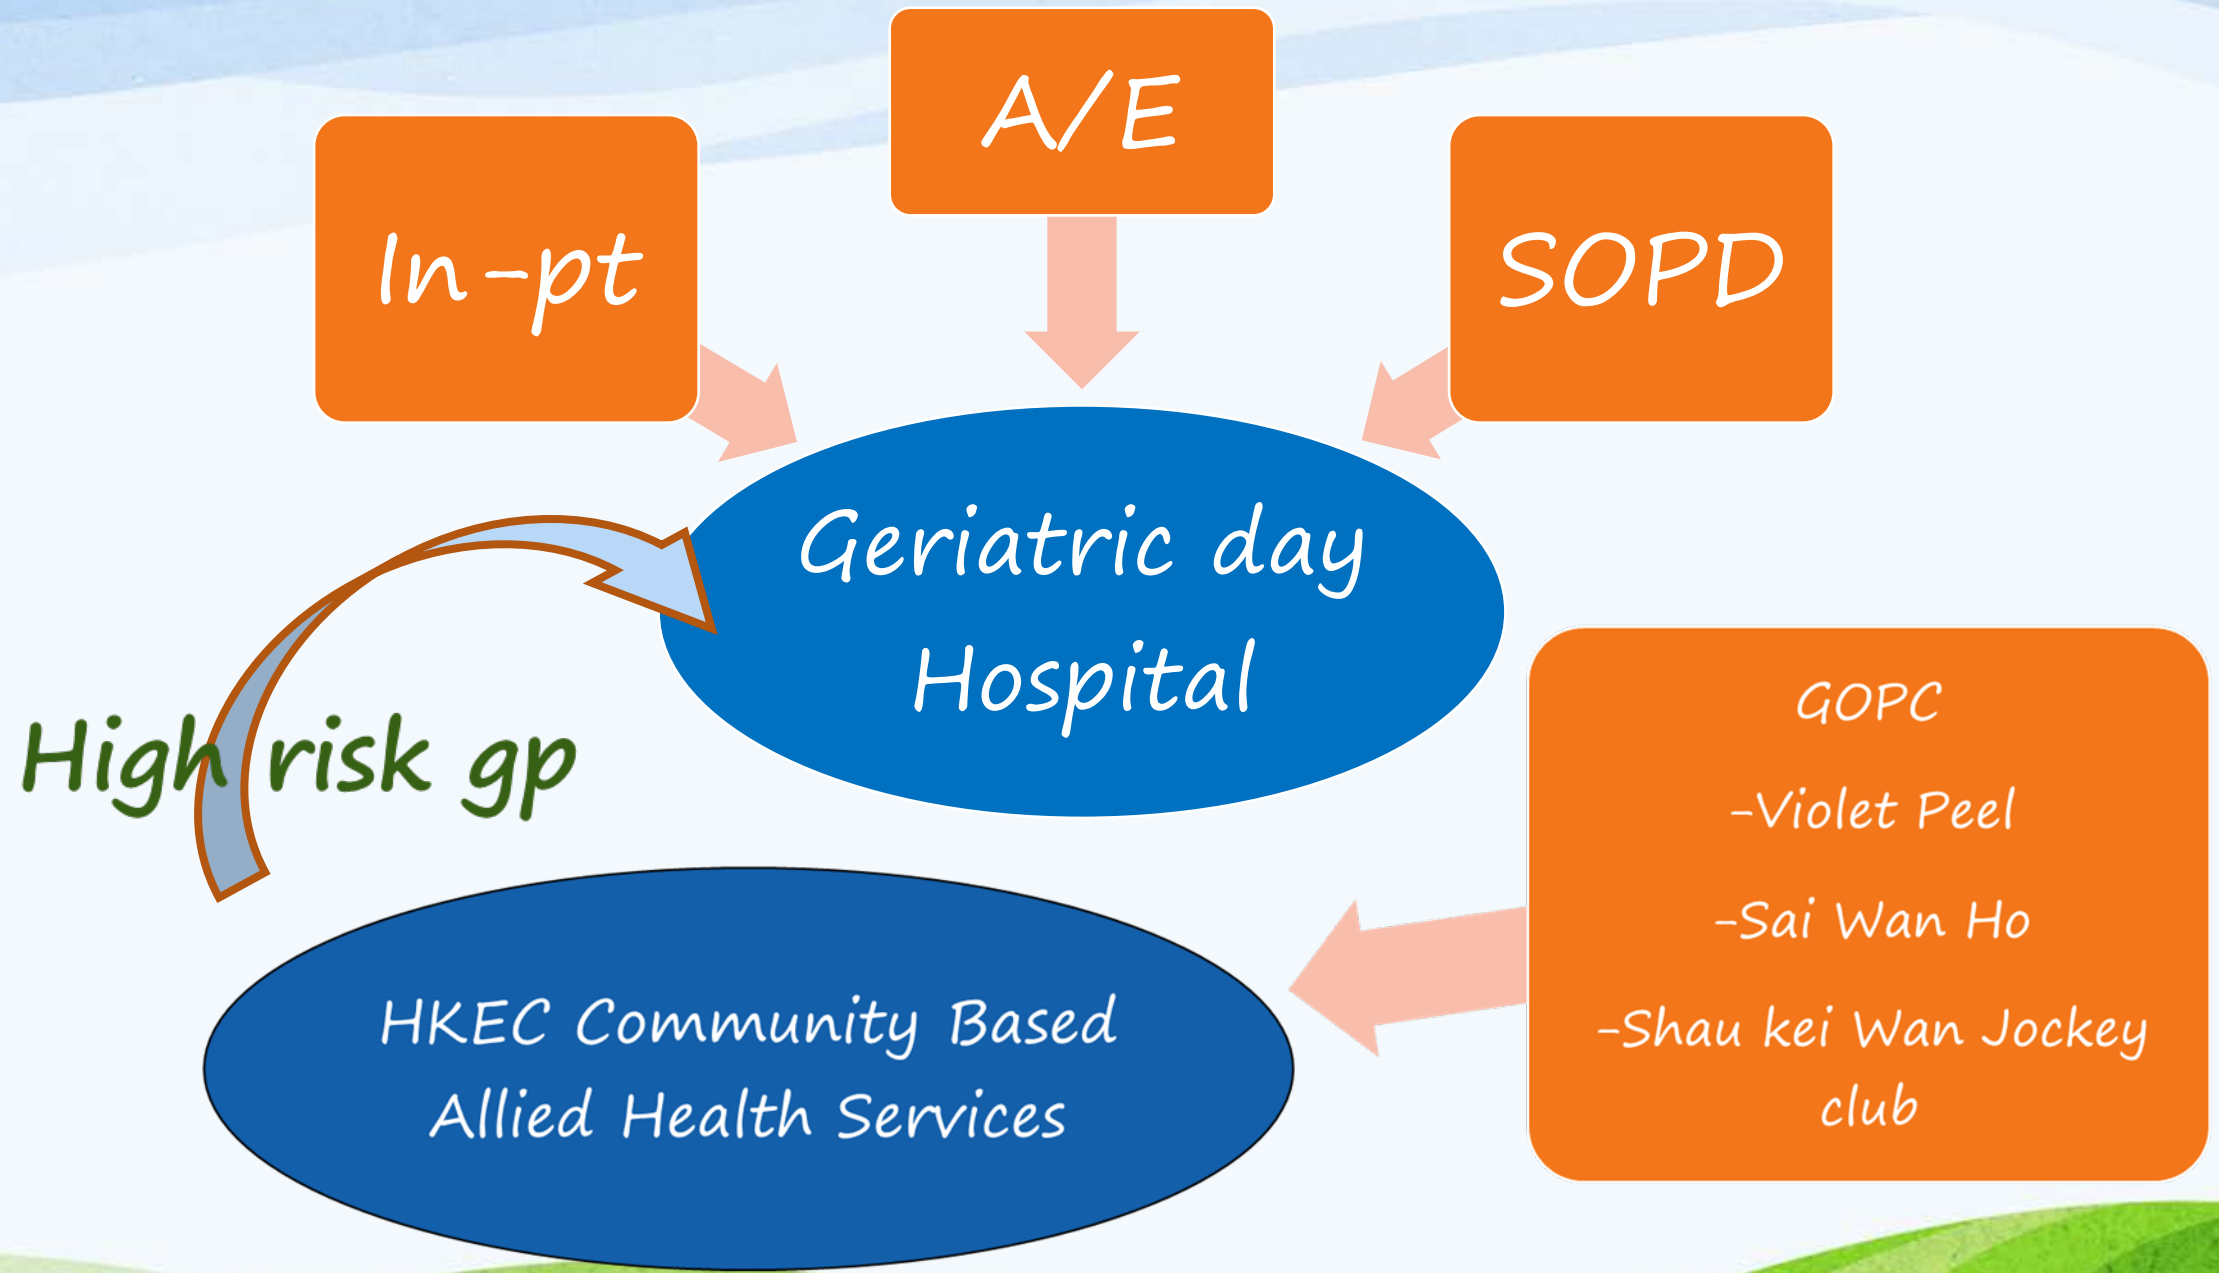 A/E
In-pt
SOPD
Geriatric day
Hospital
High risk gp
GOPC
-Violet Peel
-Sai Wan Ho
-Shau kei Wan Jockey
club
HKEC Community Based
Allied Health Services